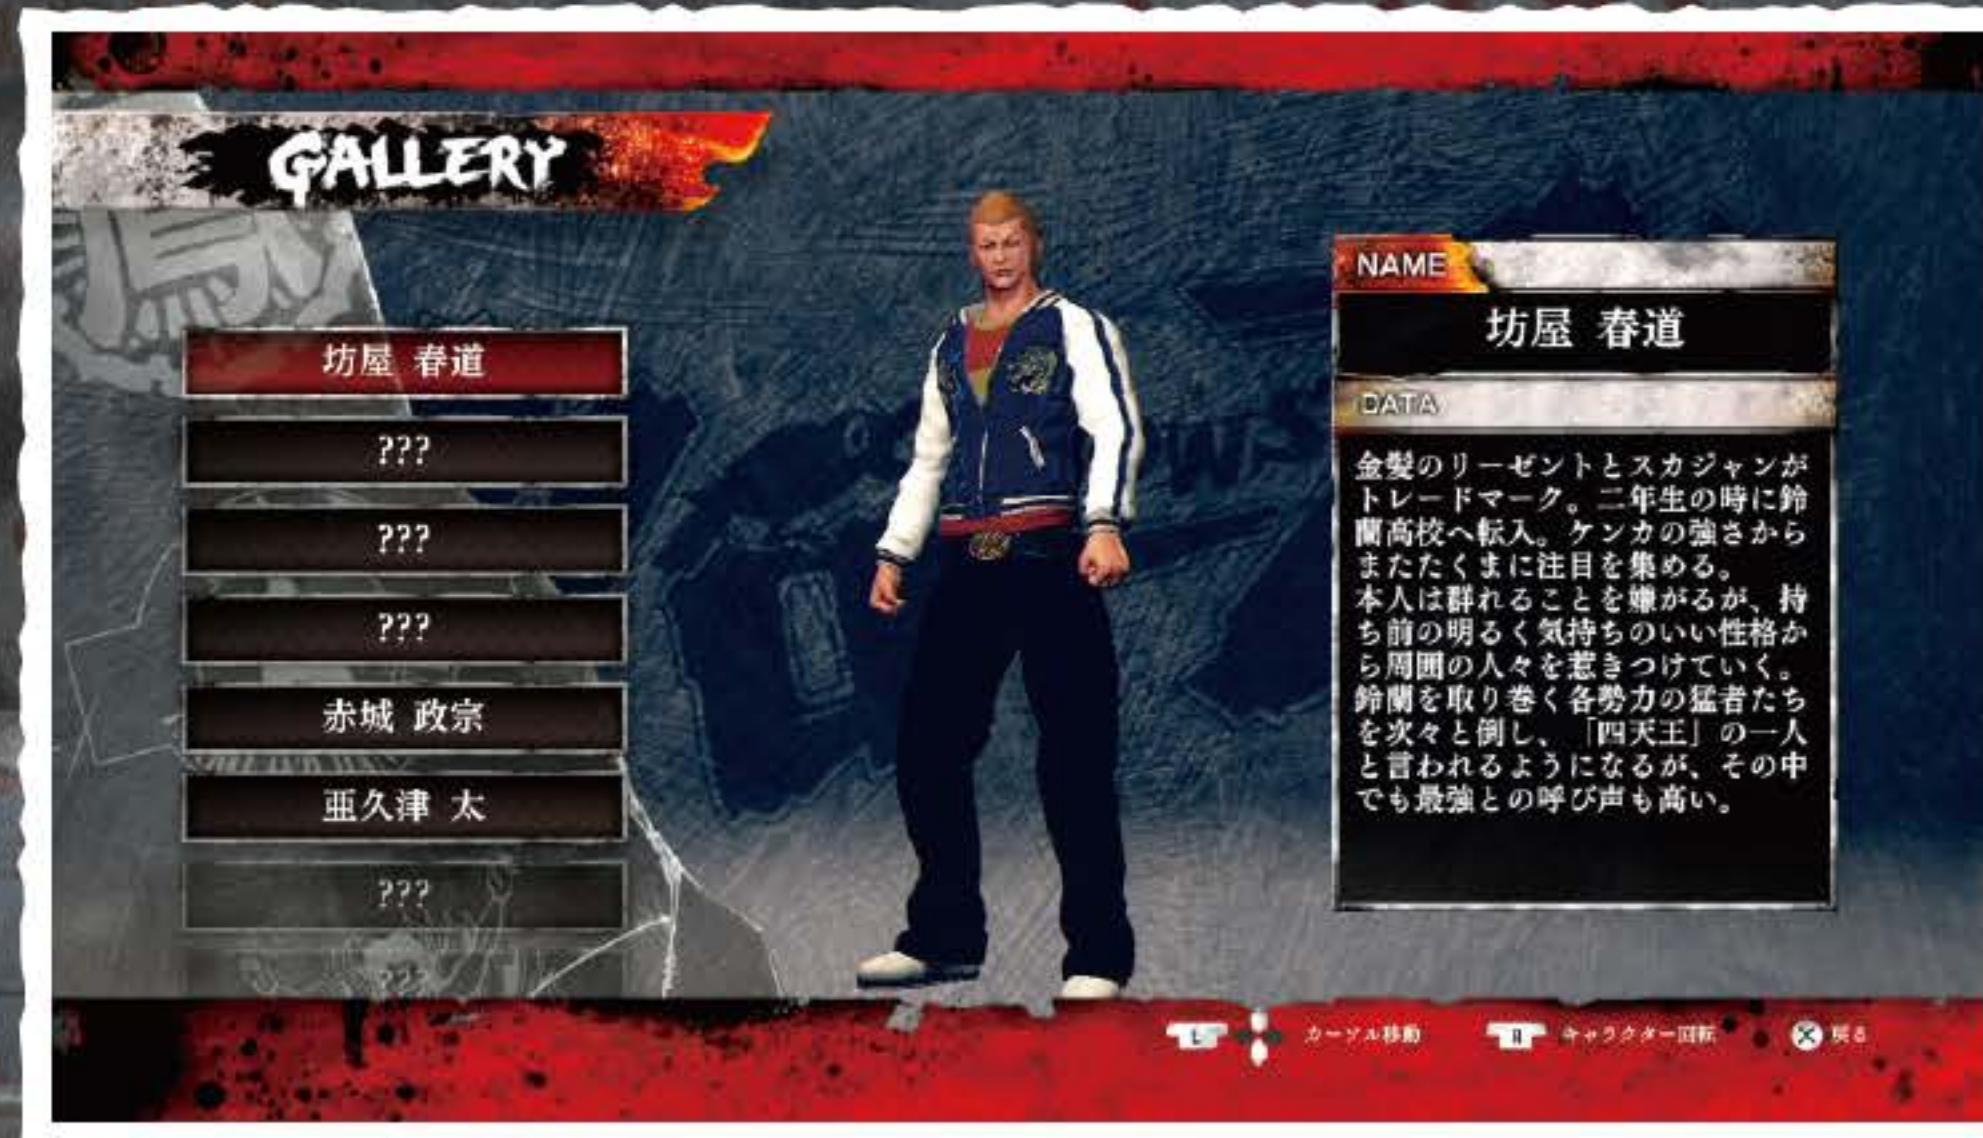 GALLERY
坊屋 春道
???
???
???
赤城 政宗
亜久津 太
???
???
NAME
坊屋 春道
DATA
金髪のリーゼントとスカジャンが
トレードマーク。二年生の時に鈴
蘭高校へ転入。ケンカの強さから
またたくまに注目を集める。
本人は群れることを嫌がるが、持
ち前の明るく気持ちのいい性格か
ら周囲の人々を惹きつけていく。
鈴蘭を取り巻く各勢力の猛者たち
を次々と倒し、「四天王」の一人
と言われるようになるが、その中
でも最強との呼び声も高い。
L カーソル移動 R キャラクター回転 戻る